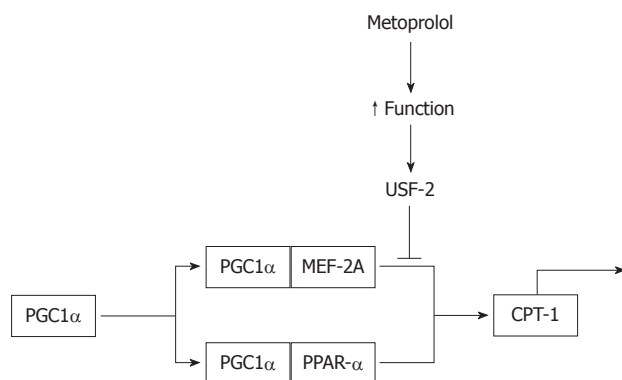 Metoprolol
↑ Function
USF-2
PGC1α MEF-2A
PGC1α
CPT-1
PGC1α PPAR-α